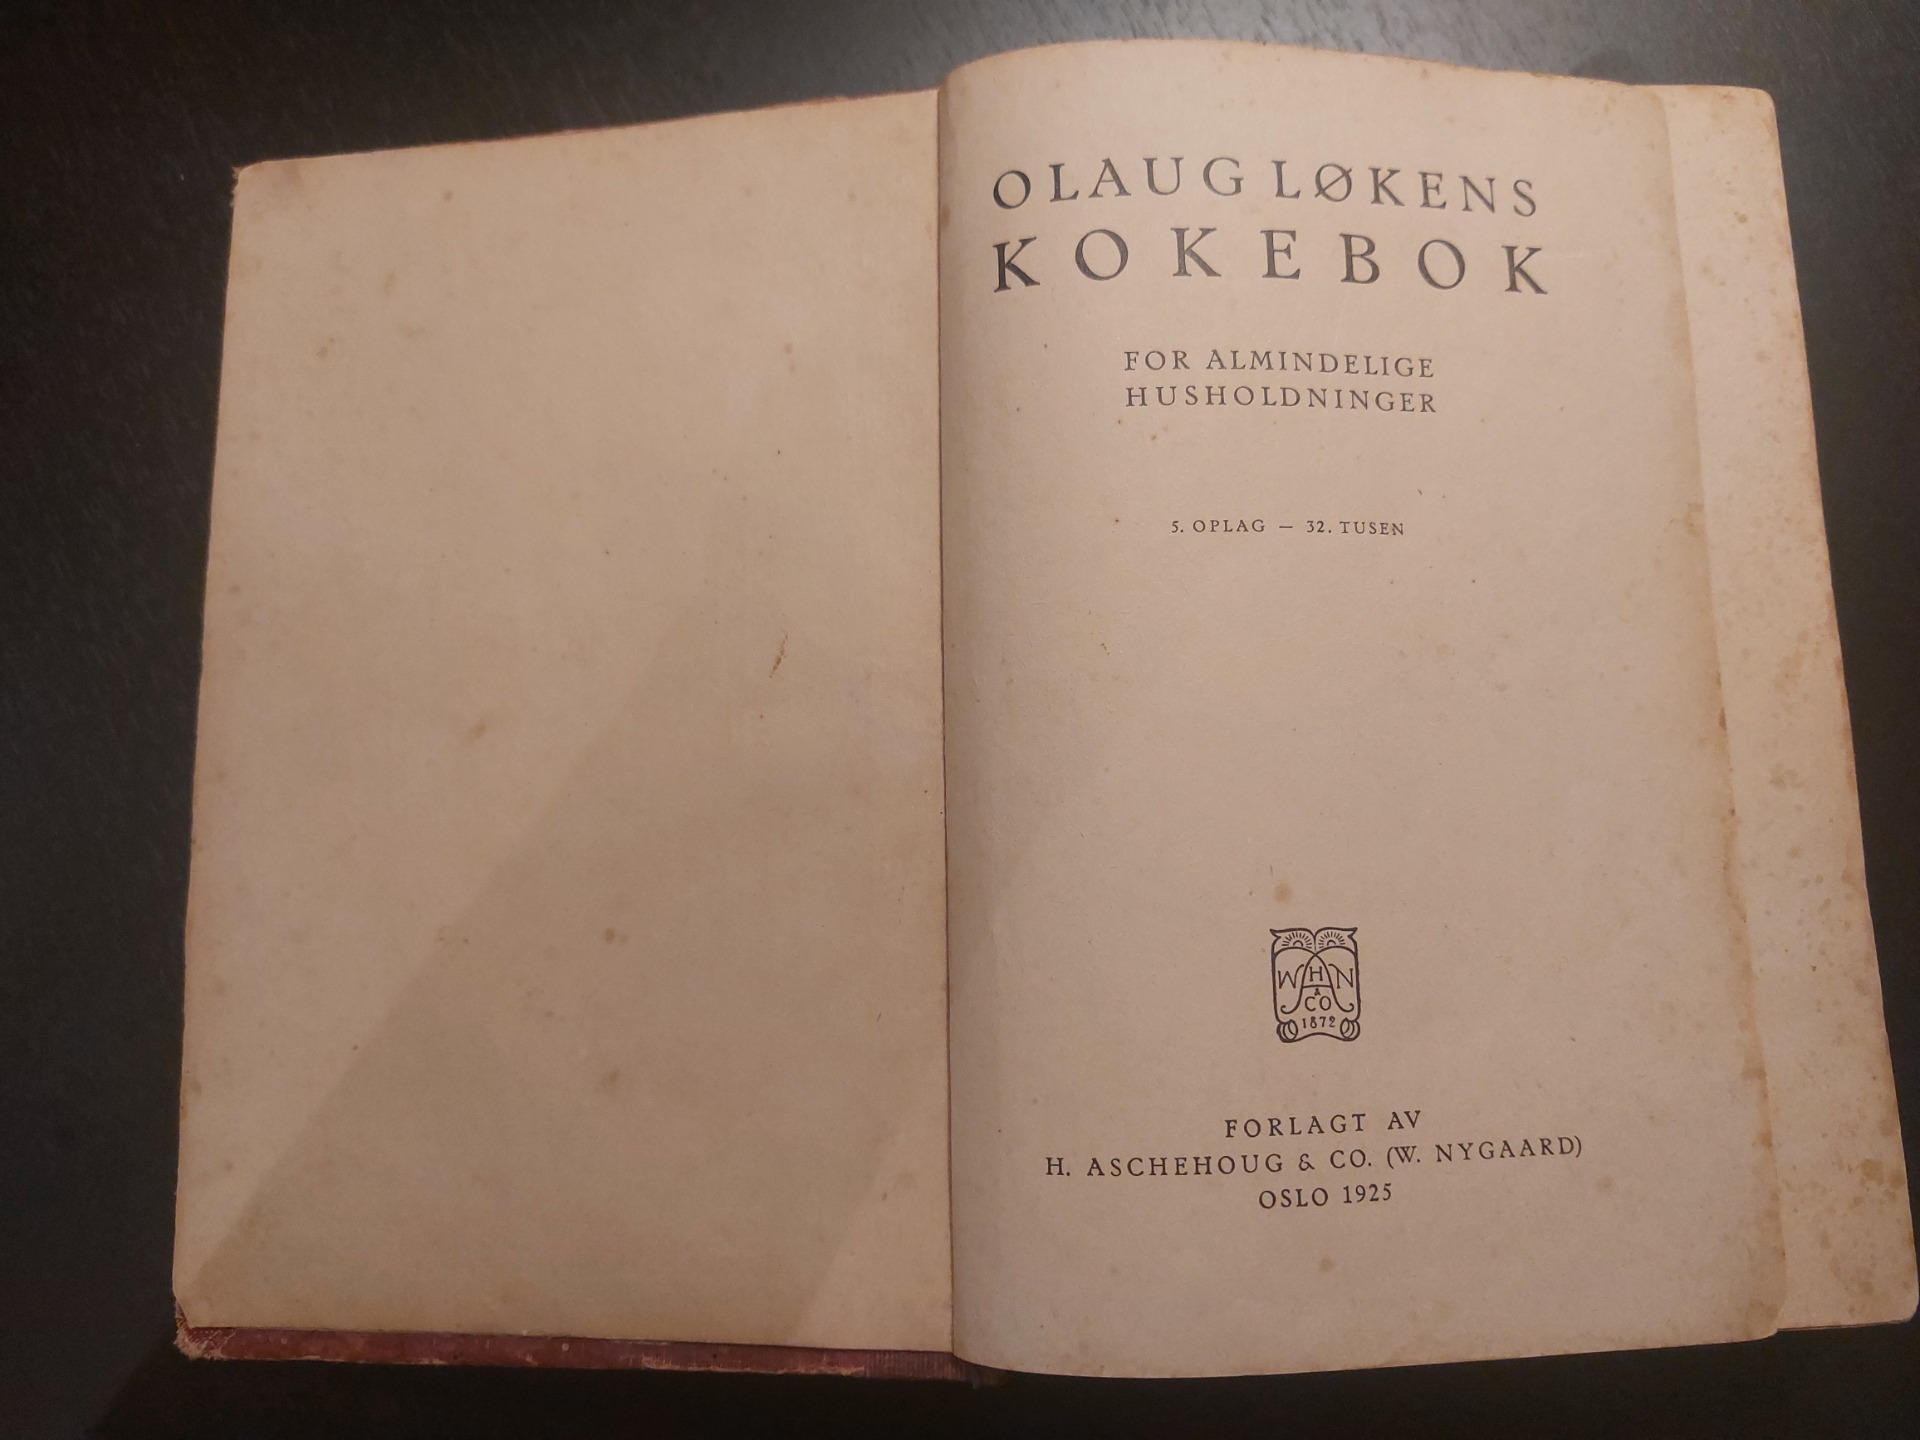 OLAUG LØKENS
KOKEBOK
FOR ALMINDELIGE
HUSHOLDNINGER
5. OPLAG — 32. TUSEN
W H N
& CO
1872
FORLAGT AV
H. ASCHEHOUG & CO. (W. NYGAARD)
OSLO 1925